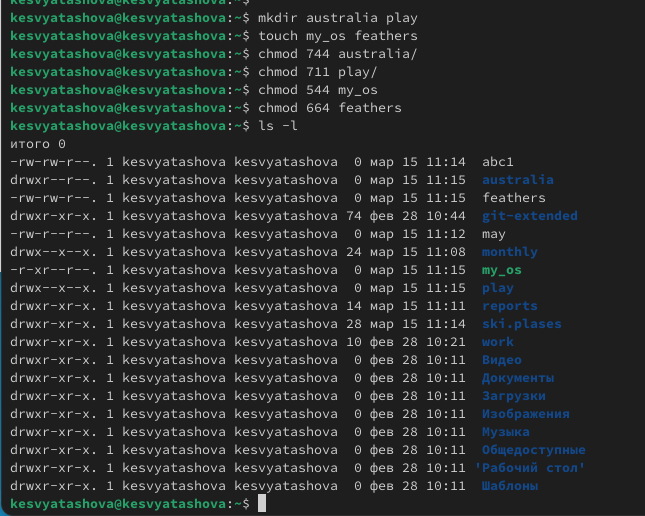 kesvyatashova@kesvyatashova:~$ mkdir australia play
kesvyatashova@kesvyatashova:~$ touch my_os feathers
kesvyatashova@kesvyatashova:~$ chmod 744 australia/
kesvyatashova@kesvyatashova:~$ chmod 711 play/
kesvyatashova@kesvyatashova:~$ chmod 544 my_os
kesvyatashova@kesvyatashova:~$ chmod 664 feathers
kesvyatashova@kesvyatashova:~$ ls -l
итого 0
-rw-rw-r--. 1 kesvyatashova kesvyatashova  0 мар 15 11:14  abc1
drwxr--r--. 1 kesvyatashova kesvyatashova  0 мар 15 11:15  australia
-rw-rw-r--. 1 kesvyatashova kesvyatashova  0 мар 15 11:15  feathers
drwxr-xr-x. 1 kesvyatashova kesvyatashova 74 фев 28 10:44  git-extended
-rw-r--r--. 1 kesvyatashova kesvyatashova  0 мар 15 11:12  may
drwx--x--x. 1 kesvyatashova kesvyatashova 24 мар 15 11:08  monthly
-r-xr--r--. 1 kesvyatashova kesvyatashova  0 мар 15 11:15  my_os
drwx--x--x. 1 kesvyatashova kesvyatashova  0 мар 15 11:15  play
drwxr-xr-x. 1 kesvyatashova kesvyatashova 14 мар 15 11:11  reports
drwxr-xr-x. 1 kesvyatashova kesvyatashova 28 мар 15 11:14  ski.plases
drwxr-xr-x. 1 kesvyatashova kesvyatashova 10 фев 28 10:21  work
drwxr-xr-x. 1 kesvyatashova kesvyatashova  0 фев 28 10:11  Видео
drwxr-xr-x. 1 kesvyatashova kesvyatashova  0 фев 28 10:11  Документы
drwxr-xr-x. 1 kesvyatashova kesvyatashova  0 фев 28 10:11  Загрузки
drwxr-xr-x. 1 kesvyatashova kesvyatashova  0 фев 28 10:11  Изображения
drwxr-xr-x. 1 kesvyatashova kesvyatashova  0 фев 28 10:11  Музыка
drwxr-xr-x. 1 kesvyatashova kesvyatashova  0 фев 28 10:11  Общедоступные
drwxr-xr-x. 1 kesvyatashova kesvyatashova  0 фев 28 10:11 'Рабочий стол'
drwxr-xr-x. 1 kesvyatashova kesvyatashova  0 фев 28 10:11  Шаблоны
kesvyatashova@kesvyatashova:~$